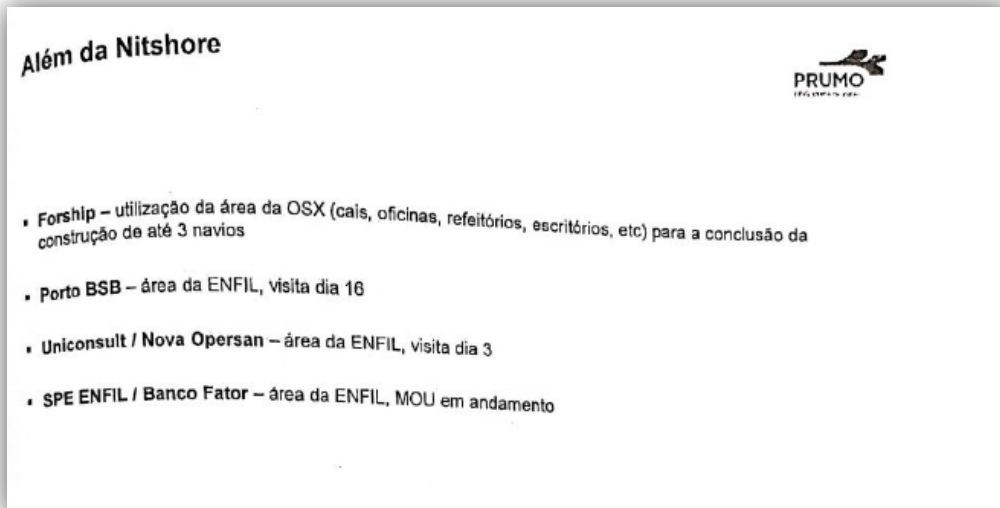 Além da Nitshore
PRUMO
▪ Forship – utilização da área da OSX (cais, oficinas, refeitórios, escritórios, etc) para a conclusão da
construção de até 3 navios
▪ Porto BSB – área da ENFIL, visita dia 16
▪ Uniconsult / Nova Opersan – área da ENFIL, visita dia 3
▪ SPE ENFIL / Banco Fator – área da ENFIL, MOU em andamento